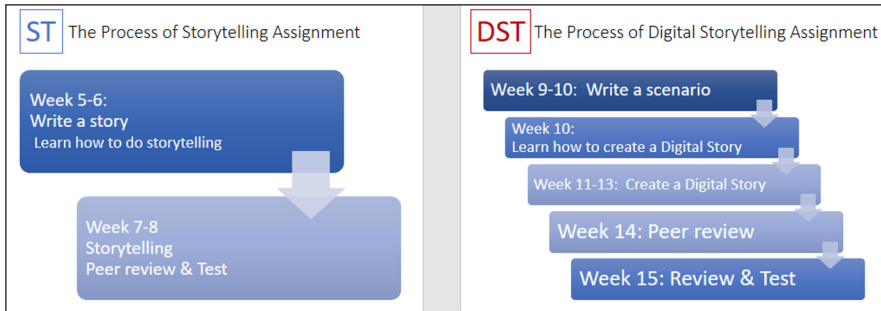 ST The Process of Storytelling Assignment
Week 5-6:
Write a story
Learn how to do storytelling
Week 7-8
Storytelling
Peer review & Test
DST The Process of Digital Storytelling Assignment
Week 9-10: Write a scenario
Week 10:
Learn how to create a Digital Story
Week 11-13: Create a Digital Story
Week 14: Peer review
Week 15: Review & Test